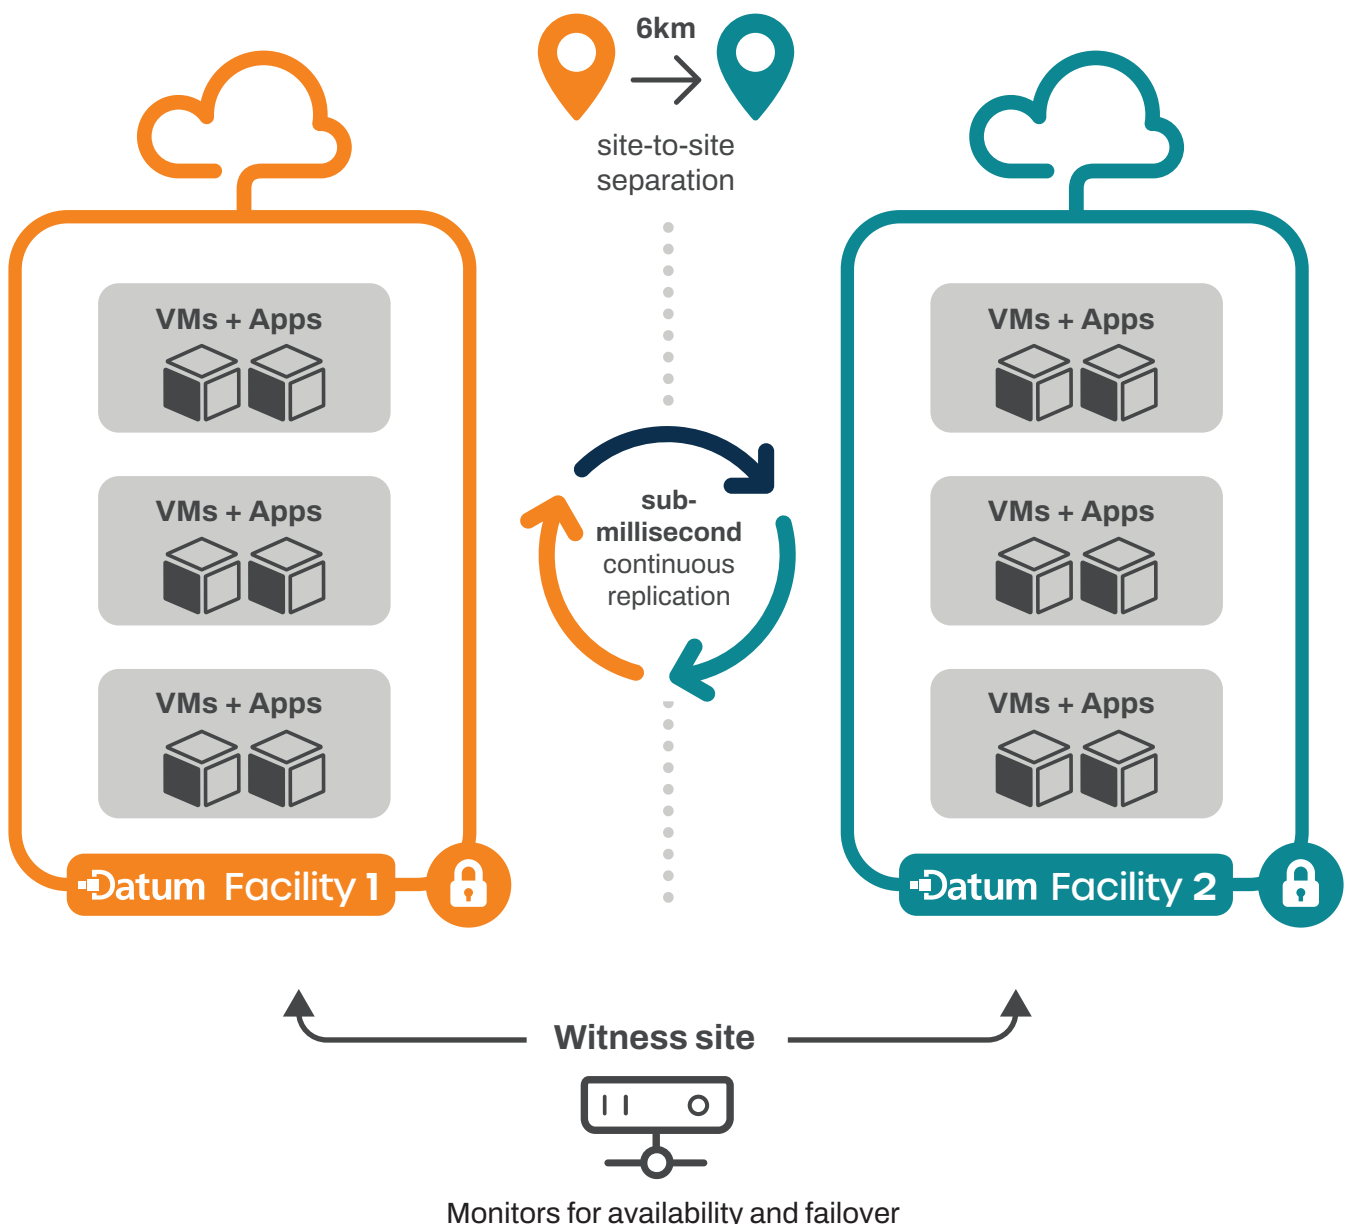 6km
site-to-site
separation
VMs + Apps
VMs + Apps
VMs + Apps
Datum Facility 1
sub-
millisecond
continuous
replication
VMs + Apps
VMs + Apps
VMs + Apps
Datum Facility 2
Witness site
Monitors for availability and failover